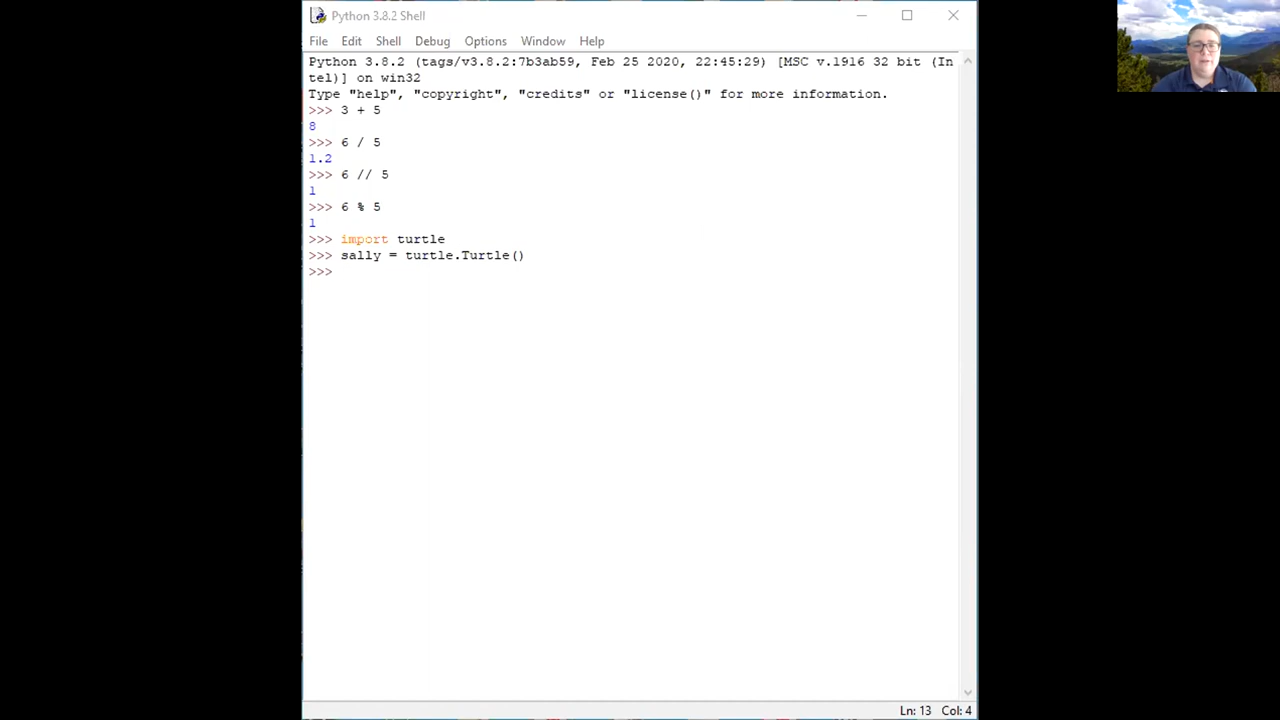 Python 3.8.2 Shell
File Edit Shell Debug Options Window Help
Python 3.8.2 (tags/v3.8.2:7b3ab59, Feb 25 2020, 22:45:29) [MSC v.1916 32 bit (In
tel)] on win32
Type "help", "copyright", "credits" or "license()" for more information.
>>> 3 + 5
8
>>> 6 / 5
1.2
>>> 6 // 5
1
>>> 6 % 5
1
>>> import turtle
>>> sally = turtle.Turtle()
>>>
Ln: 13 Col: 4